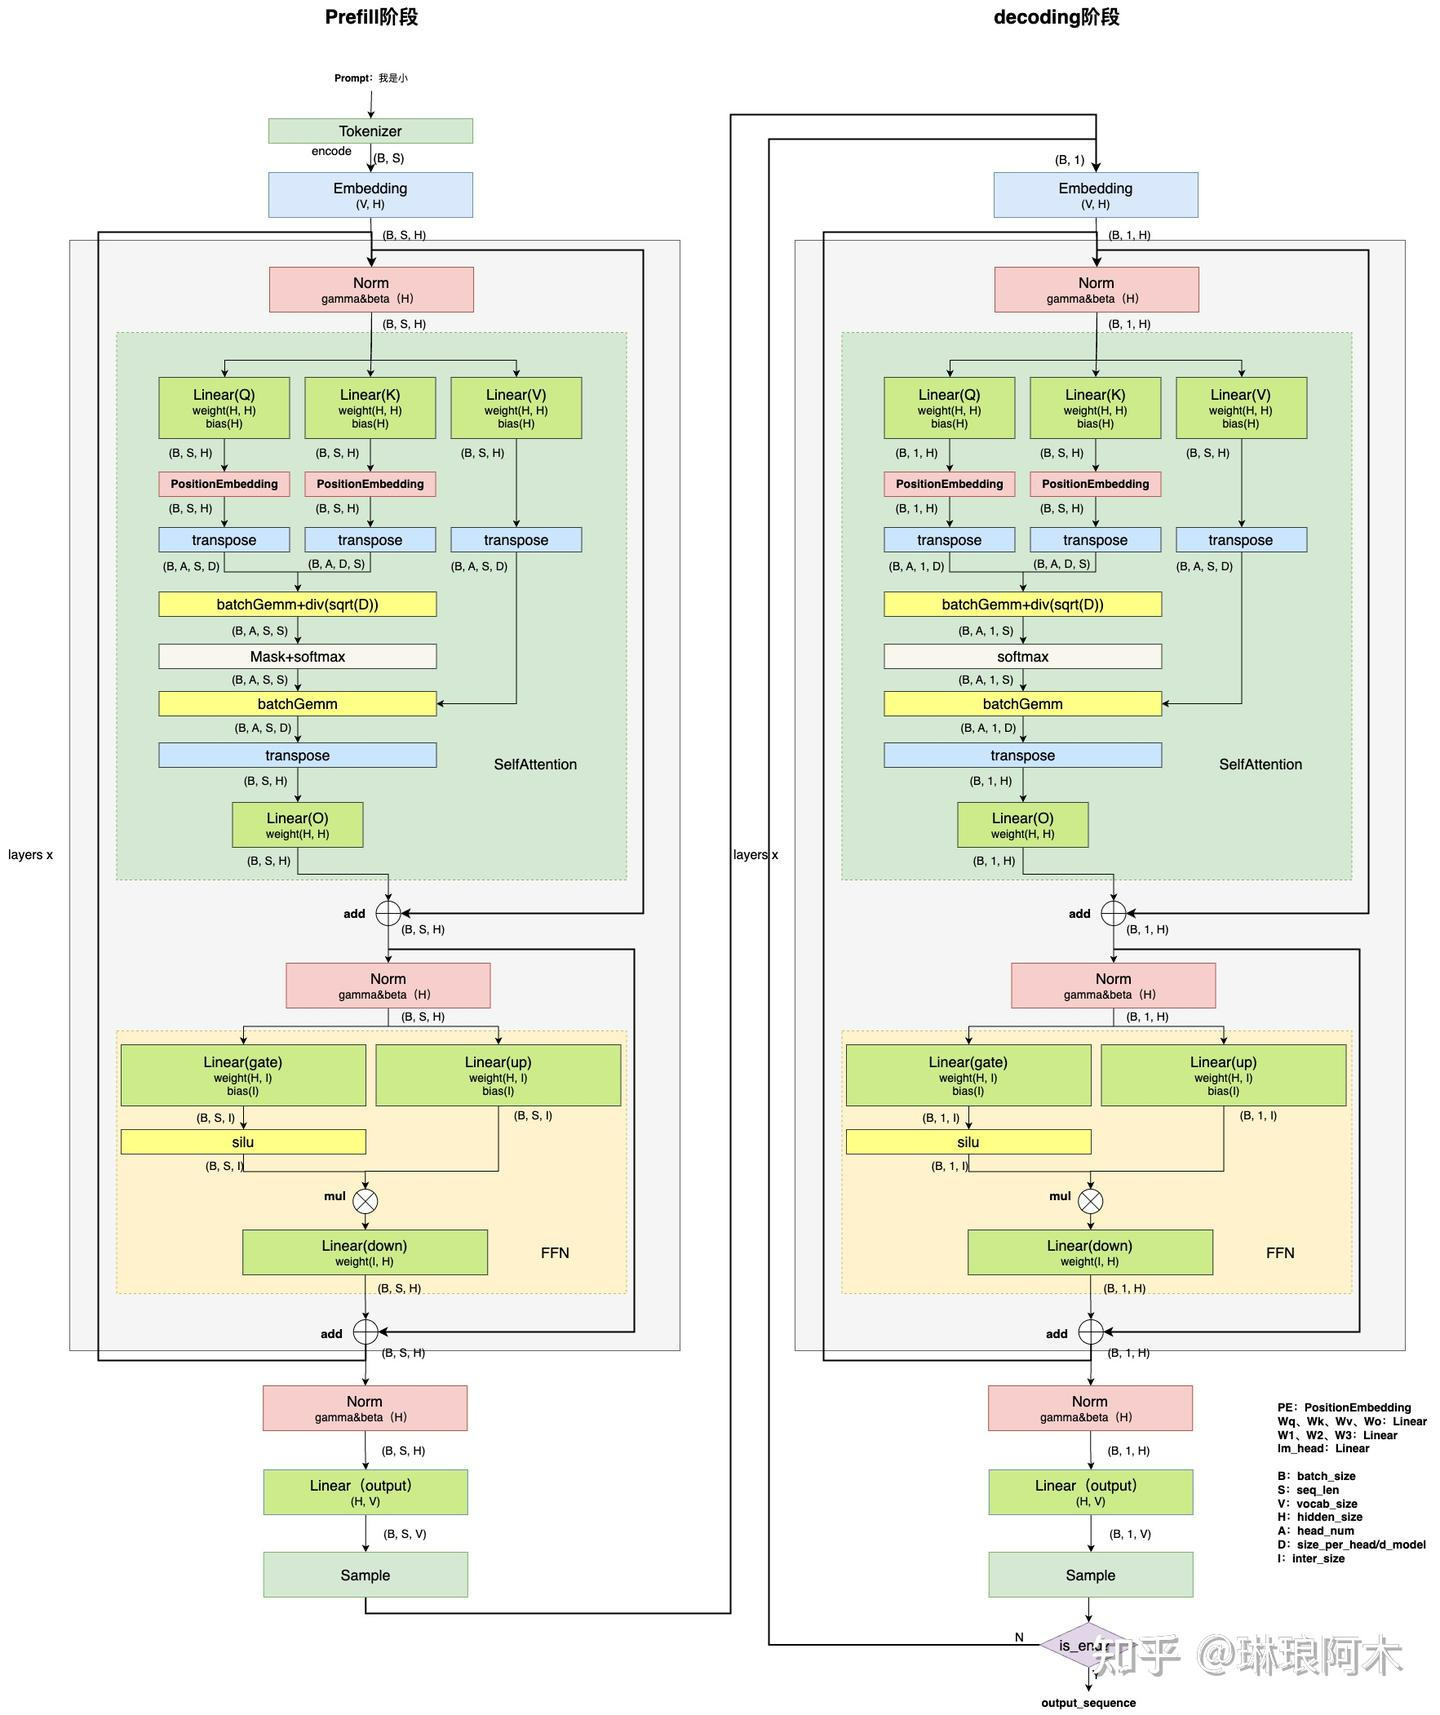 Prefill阶段
Prompt：我是小
Tokenizer
encode
(B, S)
Embedding
(V, H)
(B, S, H)
Norm
gamma&beta（H）
(B, S, H)
Linear(Q)
weight(H, H)
bias(H)
Linear(K)
weight(H, H)
bias(H)
Linear(V)
weight(H, H)
bias(H)
(B, S, H)
(B, S, H)
(B, S, H)
PositionEmbedding
PositionEmbedding
(B, S, H)
(B, S, H)
transpose
transpose
transpose
(B, A, S, D)
(B, A, D, S)
(B, A, S, D)
batchGemm+div(sqrt(D))
(B, A, S, S)
Mask+softmax
(B, A, S, S)
batchGemm
(B, A, S, D)
transpose
SelfAttention
(B, S, H)
Linear(O)
weight(H, H)
(B, S, H)
layers x
add
(B, S, H)
Norm
gamma&beta（H）
(B, S, H)
Linear(gate)
weight(H, I)
bias(I)
Linear(up)
weight(H, I)
bias(I)
(B, S, I)
(B, S, I)
silu
(B, S, I)
mul
Linear(down)
weight(I, H)
FFN
(B, S, H)
add
(B, S, H)
Norm
gamma&beta（H）
(B, S, H)
Linear（output）
(H, V)
(B, S, V)
Sample
decoding阶段
(B, 1)
Embedding
(V, H)
(B, 1, H)
Norm
gamma&beta（H）
(B, 1, H)
Linear(Q)
weight(H, H)
bias(H)
Linear(K)
weight(H, H)
bias(H)
Linear(V)
weight(H, H)
bias(H)
(B, 1, H)
(B, S, H)
(B, S, H)
PositionEmbedding
PositionEmbedding
(B, 1, H)
(B, S, H)
transpose
transpose
transpose
(B, A, 1, D)
(B, A, D, S)
(B, A, S, D)
batchGemm+div(sqrt(D))
(B, A, 1, S)
softmax
(B, A, 1, S)
batchGemm
(B, A, 1, D)
transpose
SelfAttention
(B, 1, H)
Linear(O)
weight(H, H)
(B, 1, H)
layers x
add
(B, 1, H)
Norm
gamma&beta（H）
(B, 1, H)
Linear(gate)
weight(H, I)
bias(I)
Linear(up)
weight(H, I)
bias(I)
(B, 1, I)
(B, 1, I)
silu
(B, 1, I)
mul
Linear(down)
weight(I, H)
FFN
(B, 1, H)
add
(B, 1, H)
Norm
gamma&beta（H）
(B, 1, H)
Linear（output）
(H, V)
(B, 1, V)
Sample
N
Y
output_sequence
PE：PositionEmbedding
Wq、Wk、Wv、Wo：Linear
W1、W2、W3：Linear
lm_head：Linear
B：batch_size
S：seq_len
V：vocab_size
H：hidden_size
A：head_num
D：size_per_head/d_model
I：inter_size
知乎 @琳琅阿木